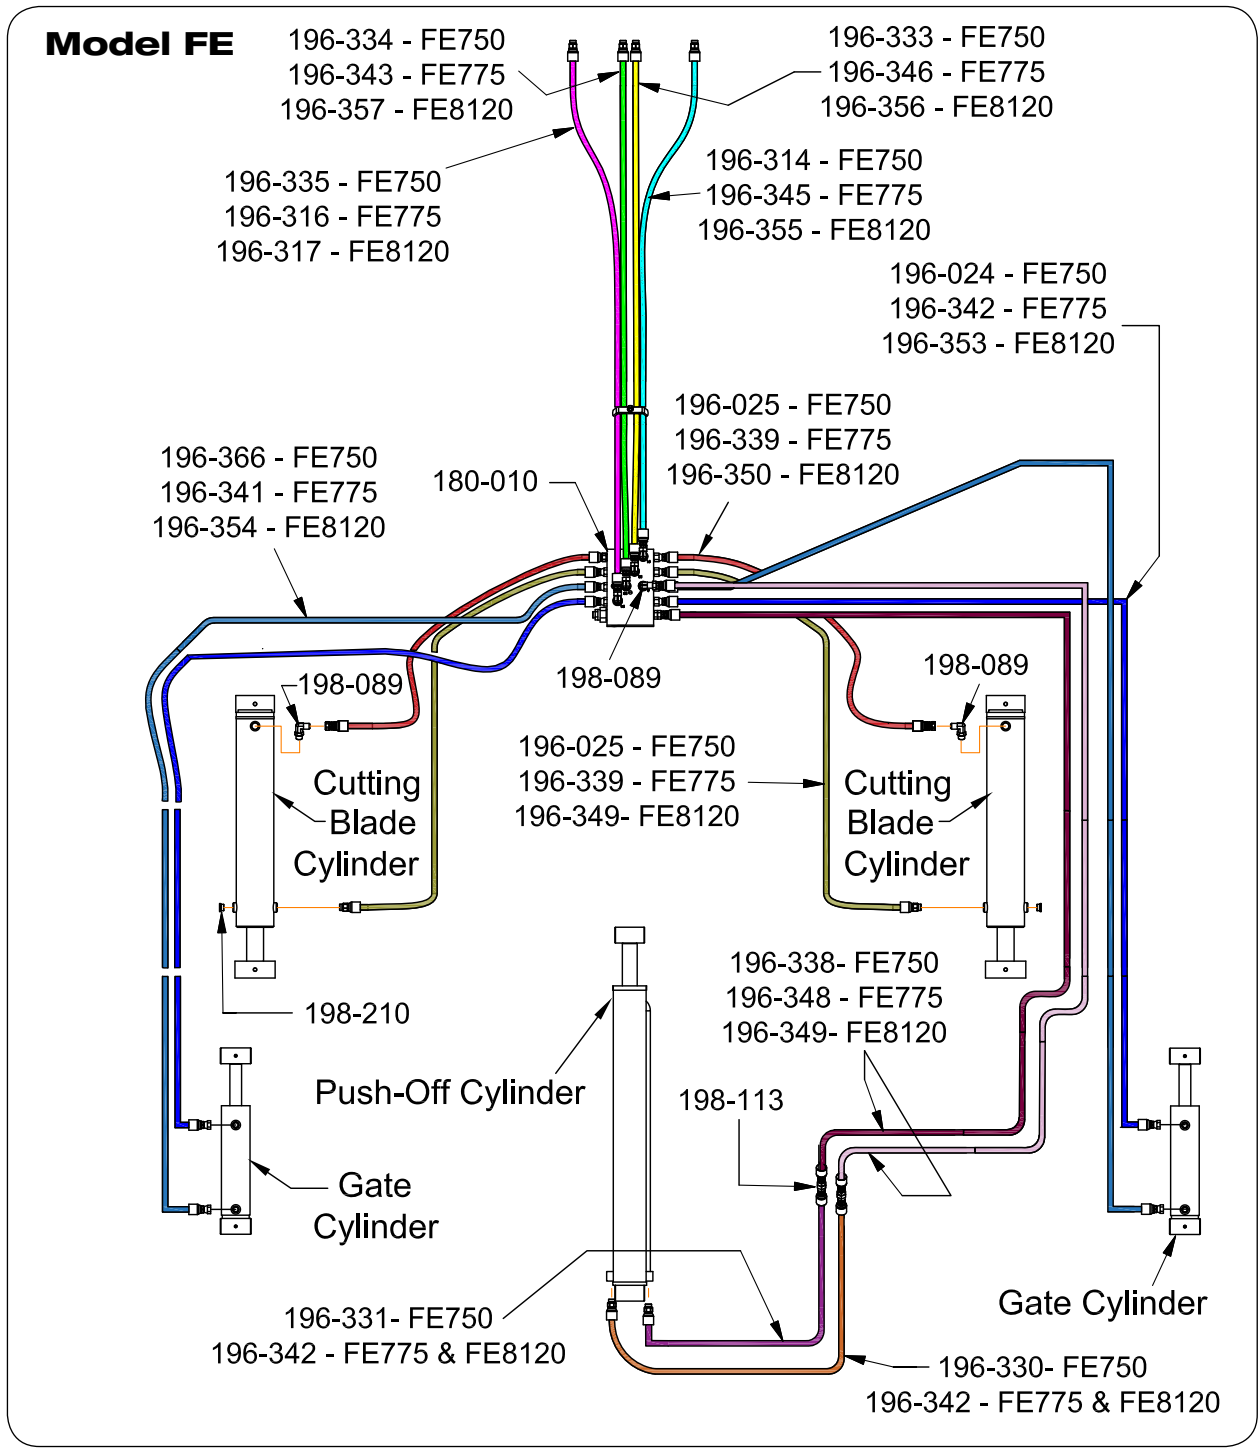 Model FE
196-334 - FE750
196-343 - FE775
196-357 - FE8120
196-333 - FE750
196-346 - FE775
196-356 - FE8120
196-335 - FE750
196-316 - FE775
196-317 - FE8120
196-314 - FE750
196-345 - FE775
196-355 - FE8120
196-024 - FE750
196-342 - FE775
196-353 - FE8120
196-025 - FE750
196-339 - FE775
196-350 - FE8120
196-366 - FE750
196-341 - FE775
196-354 - FE8120
180-010
198-089
198-089
198-089
196-025 - FE750
196-339 - FE775
196-349- FE8120
Cutting
Blade
Cylinder
Cutting
Blade
Cylinder
198-210
196-338- FE750
196-348 - FE775
196-349- FE8120
Push-Off Cylinder
198-113
Gate
Cylinder
Gate Cylinder
196-331- FE750
196-342 - FE775 & FE8120
196-330- FE750
196-342 - FE775 & FE8120